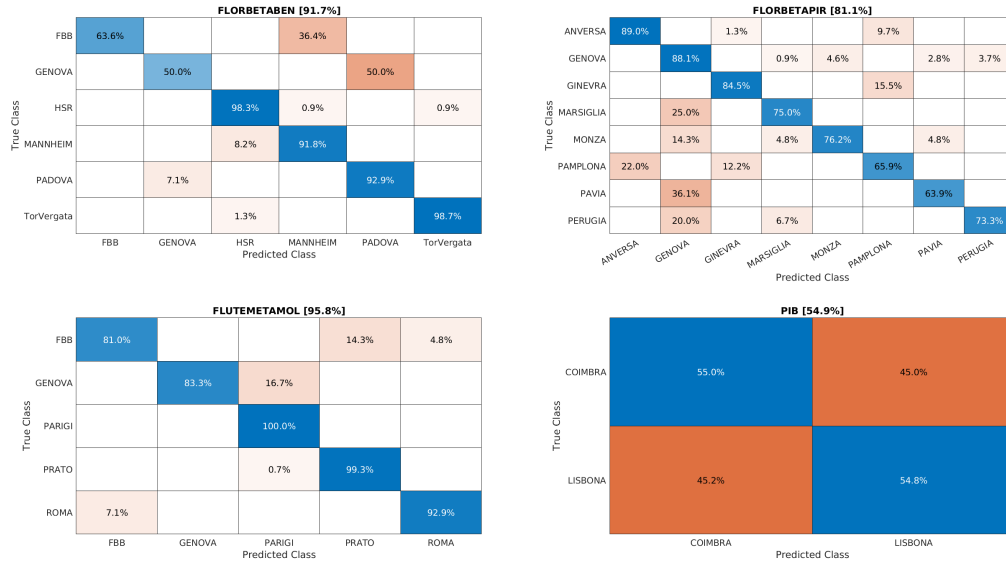 FLORBETABEN [91.7%]
True Class
FBB 63.6% 36.4%
GENOVA 50.0% 50.0%
HSR 98.3% 0.9% 0.9%
MANNHEIM 8.2% 91.8%
PADOVA 7.1% 92.9%
TorVergata 1.3% 98.7%
FBB GENOVA HSR MANNHEIM PADOVA TorVergata
Predicted Class
FLORBETAPIR [81.1%]
True Class
ANVERSA 89.0% 1.3% 9.7%
GENOVA 88.1% 0.9% 4.6% 2.8% 3.7%
GINEVRA 84.5% 15.5%
MARSIGLIA 25.0% 75.0%
MONZA 14.3% 4.8% 76.2% 4.8%
PAMPLONA 22.0% 12.2% 65.9%
PAVIA 36.1% 63.9%
PERUGIA 20.0% 6.7% 73.3%
ANVERSA GENOVA GINEVRA MARSIGLIA MONZA PAMPLONA PAVIA PERUGIA
Predicted Class
FLUTEMETAMOL [95.8%]
True Class
FBB 81.0% 14.3% 4.8%
GENOVA 83.3% 16.7%
PARIGI 100.0%
PRATO 0.7% 99.3%
ROMA 7.1% 92.9%
FBB GENOVA PARIGI PRATO ROMA
Predicted Class
PIB [54.9%]
True Class
COIMBRA 55.0% 45.0%
LISBONA 45.2% 54.8%
COIMBRA LISBONA
Predicted Class